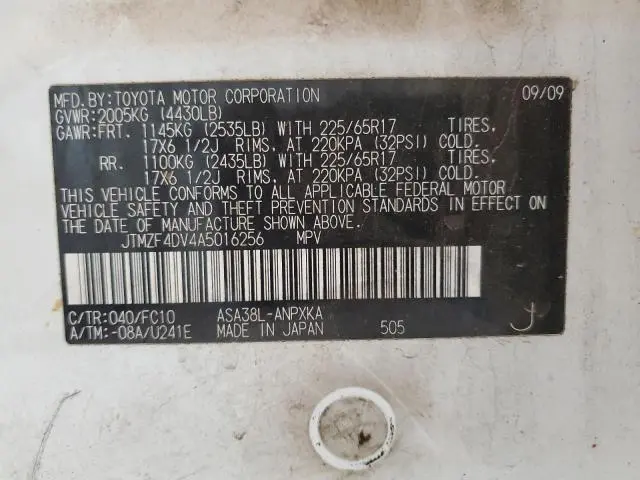 MFD.BY:TOYOTA MOTOR CORPORATION 09/09
GVWR:2005KG (4430LB)
GAWR:FRT. 1145KG (2535LB) WITH 225/65R17 TIRES,
17X6 1/2J RIMS, AT 220KPA (32PSI) COLD.
RR. 1100KG (2435LB) WITH 225/65R17 TIRES,
17X6 1/2J RIMS, AT 220KPA (32PSI) COLD.
THIS VEHICLE CONFORMS TO ALL APPLICABLE FEDERAL MOTOR
VEHICLE SAFETY AND THEFT PREVENTION STANDARDS IN EFFECT ON
THE DATE OF MANUFACTURE SHOWN ABOVE.
JTMZF4DV4A5016256 MPV
C/TR:040/FC10 ASA38L-ANPXKA
A/TM:-08A/U241E MADE IN JAPAN 505 J